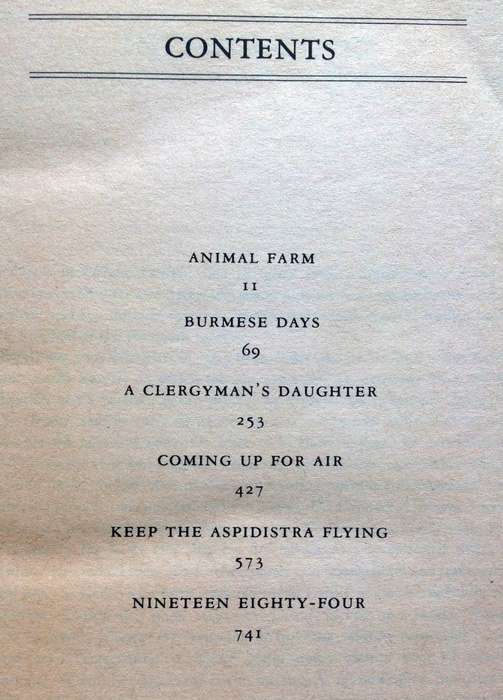 CONTENTS
ANIMAL FARM
11
BURMESE DAYS
69
A CLERGYMAN'S DAUGHTER
253
COMING UP FOR AIR
427
KEEP THE ASPIDISTRA FLYING
573
NINETEEN EIGHTY-FOUR
741